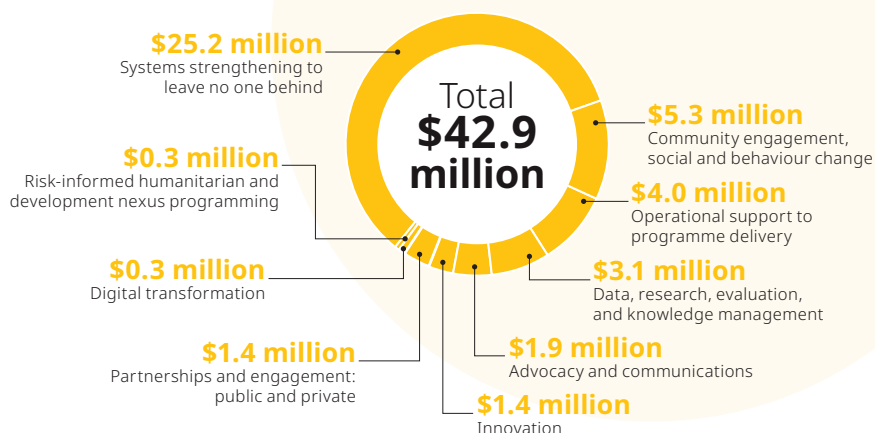 Total
$42.9
million
$25.2 million
Systems strengthening to
leave no one behind
$0.3 million
Risk-informed humanitarian and
development nexus programming
$0.3 million
Digital transformation
$1.4 million
Partnerships and engagement:
public and private
$5.3 million
Community engagement,
social and behaviour change
$4.0 million
Operational support to
programme delivery
$3.1 million
Data, research, evaluation,
and knowledge management
$1.9 million
Advocacy and communications
$1.4 million
Innovation